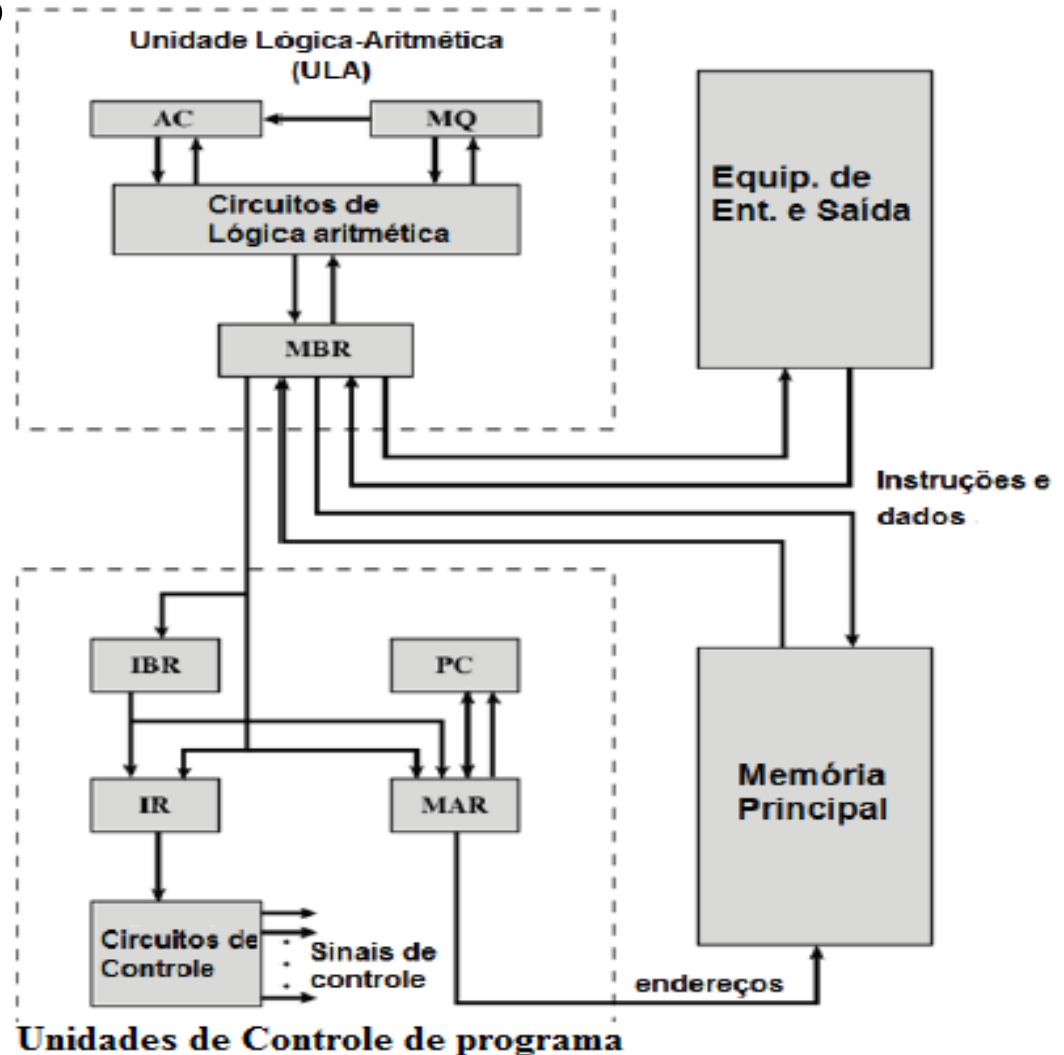 )
Unidade Lógica-Aritmética
(ULA)
AC
MQ
Circuitos de
Lógica aritmética
MBR
Equip. de
Ent. e Saída
Instruções e
dados
IBR
PC
IR
MAR
Memória
Principal
Circuitos de
Controle
Sinais de
controle
endereços
Unidades de Controle de programa